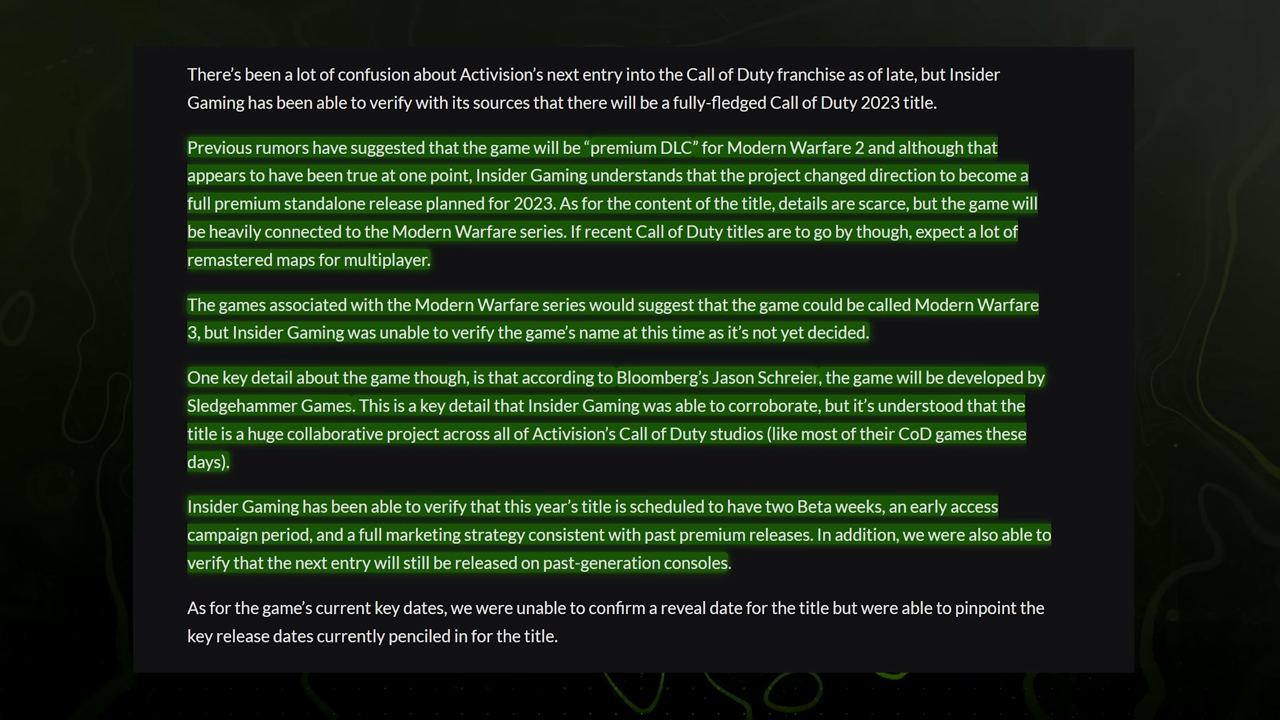 There’s been a lot of confusion about Activision’s next entry into the Call of Duty franchise as of late, but Insider
Gaming has been able to verify with its sources that there will be a fully-fledged Call of Duty 2023 title.
Previous rumors have suggested that the game will be “premium DLC” for Modern Warfare 2 and although that
appears to have been true at one point, Insider Gaming understands that the project changed direction to become a
full premium standalone release planned for 2023. As for the content of the title, details are scarce, but the game will
be heavily connected to the Modern Warfare series. If recent Call of Duty titles are to go by though, expect a lot of
remastered maps for multiplayer.
The games associated with the Modern Warfare series would suggest that the game could be called Modern Warfare
3, but Insider Gaming was unable to verify the game’s name at this time as it’s not yet decided.
One key detail about the game though, is that according to Bloomberg’s Jason Schreier, the game will be developed by
Sledgehammer Games. This is a key detail that Insider Gaming was able to corroborate, but it’s understood that the
title is a huge collaborative project across all of Activision’s Call of Duty studios (like most of their CoD games these
days).
Insider Gaming has been able to verify that this year’s title is scheduled to have two Beta weeks, an early access
campaign period, and a full marketing strategy consistent with past premium releases. In addition, we were also able to
verify that the next entry will still be released on past-generation consoles.
As for the game’s current key dates, we were unable to confirm a reveal date for the title but were able to pinpoint the
key release dates currently penciled in for the title.